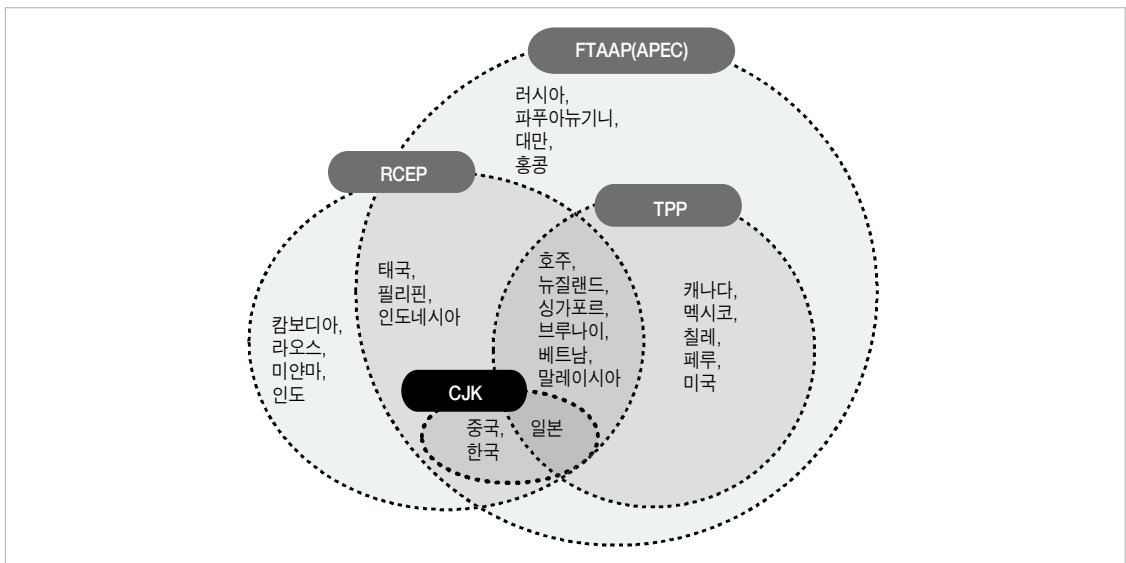 FTAAP(APEC)
러시아,
파푸아뉴기니,
대만,
홍콩
RCEP
TPP
태국,
필리핀,
인도네시아
호주,
뉴질랜드,
싱가포르,
브루나이,
베트남,
말레이시아
캐나다,
멕시코,
칠레,
페루,
미국
캄보디아,
라오스,
미얀마,
인도
CJK
중국,
한국
일본